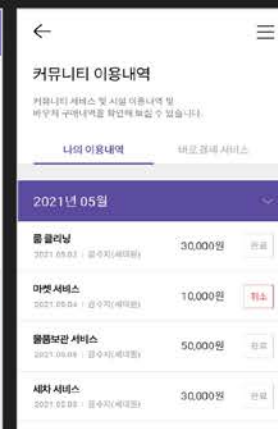 커뮤니티 이용내역
커뮤니티 서비스 및 시설 이용내역 및
바우처 구매내역을 확인해 보실 수 있습니다.
나의 이용내역
바로결제 서비스
2021년 05월
룸 클리닝
30,000원
완료
마켓 서비스
10,000원
취소
물품보관 서비스
50,000원
완료
세차 서비스
30,000원
완료